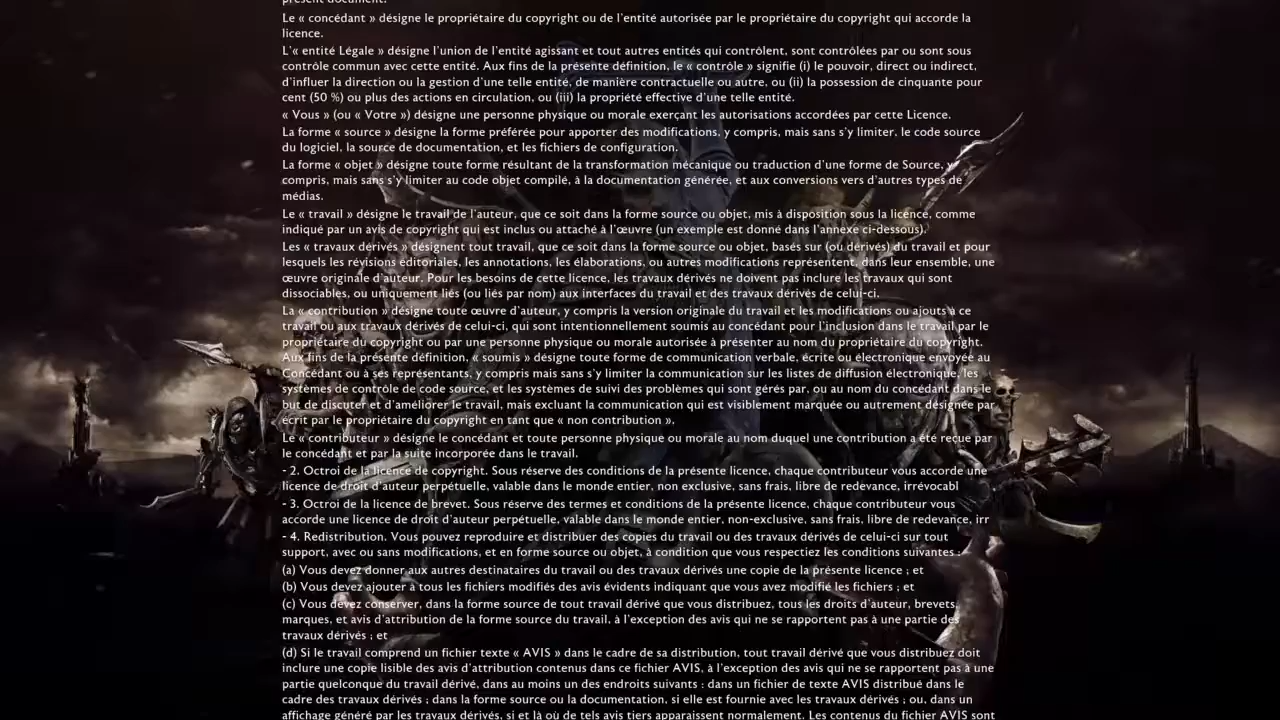 présent document.
Le « concédant » désigne le propriétaire du copyright ou de l'entité autorisée par le propriétaire du copyright qui accorde la
licence.
L'« entité Légale » désigne l'union de l'entité agissant et tout autres entités qui contrôlent, sont contrôlées par ou sont sous
contrôle commun avec cette entité. Aux fins de la présente définition, le « contrôle » signifie (i) le pouvoir, direct ou indirect,
d'influer la direction ou la gestion d'une telle entité, de manière contractuelle ou autre, ou (ii) la possession de cinquante pour
cent (50 %) ou plus des actions en circulation, ou (iii) la propriété effective d'une telle entité.
« Vous » (ou « Votre ») désigne une personne physique ou morale exerçant les autorisations accordées par cette Licence.
La forme « source » désigne la forme préférée pour apporter des modifications, y compris, mais sans s'y limiter, le code source
du logiciel, la source de documentation, et les fichiers de configuration.
La forme « objet » désigne toute forme résultant de la transformation mécanique ou traduction d'une forme de Source, y
compris, mais sans s'y limiter au code objet compilé, à la documentation générée, et aux conversions vers d'autres types de
médias.
Le « travail » désigne le travail de l'auteur, que ce soit dans la forme source ou objet, mis à disposition sous la licence, comme
indiqué par un avis de copyright qui est inclus ou attaché à l'œuvre (un exemple est donné dans l'annexe ci-dessous).
Les « travaux dérivés » désignent tout travail, que ce soit dans la forme source ou objet, basés sur (ou dérivés) du travail et pour
lesquels les révisions éditoriales, les annotations, les élaborations, ou autres modifications représentent, dans leur ensemble, une
œuvre originale d'auteur. Pour les besoins de cette licence, les travaux dérivés ne doivent pas inclure les travaux qui sont
dissociables, ou uniquement liés (ou liés par nom) aux interfaces du travail et des travaux dérivés de celui-ci.
La « contribution » désigne toute œuvre d'auteur, y compris la version originale du travail et les modifications ou ajouts à ce
travail ou aux travaux dérivés de celui-ci, qui sont intentionnellement soumis au concédant pour l'inclusion dans le travail par le
propriétaire du copyright ou par une personne physique ou morale autorisée à présenter au nom du propriétaire du copyright.
Aux fins de la présente définition, « soumis » désigne toute forme de communication verbale, écrite ou électronique envoyée au
Concédant ou à ses représentants, y compris mais sans s'y limiter la communication sur les listes de diffusion électronique, les
systèmes de contrôle de code source, et les systèmes de suivi des problèmes qui sont gérés par, ou au nom du concédant dans le
but de discuter et d'améliorer le travail, mais excluant la communication qui est visiblement marquée ou autrement désignée par
écrit par le propriétaire du copyright en tant que « non contribution ».
Le « contributeur » désigne le concédant et toute personne physique ou morale au nom duquel une contribution a été reçue par
le concédant et par la suite incorporée dans le travail.
- 2. Octroi de la licence de copyright. Sous réserve des conditions de la présente licence, chaque contributeur vous accorde une
licence de droit d'auteur perpétuelle, valable dans le monde entier, non exclusive, sans frais, libre de redevance, irrévocabl
- 3. Octroi de la licence de brevet. Sous réserve des termes et conditions de la présente licence, chaque contributeur vous
accorde une licence de droit d'auteur perpétuelle, valable dans le monde entier, non-exclusive, sans frais, libre de redevance, irr
- 4. Redistribution. Vous pouvez reproduire et distribuer des copies du travail ou des travaux dérivés de celui-ci sur tout
support, avec ou sans modifications, et en forme source ou objet, à condition que vous respectiez les conditions suivantes :
(a) Vous devez donner aux autres destinataires du travail ou des travaux dérivés une copie de la présente licence ; et
(b) Vous devez ajouter à tous les fichiers modifiés des avis évidents indiquant que vous avez modifié les fichiers ; et
(c) Vous devez conserver, dans la forme source de tout travail dérivé que vous distribuez, tous les droits d'auteur, brevets,
marques, et avis d'attribution de la forme source du travail, à l'exception des avis qui ne se rapportent pas à une partie des
travaux dérivés ; et
(d) Si le travail comprend un fichier texte « AVIS » dans le cadre de sa distribution, tout travail dérivé que vous distribuez doit
inclure une copie lisible des avis d'attribution contenus dans ce fichier AVIS, à l'exception des avis qui ne se rapportent pas à une
partie quelconque du travail dérivé, dans au moins un des endroits suivants : dans un fichier de texte AVIS distribué dans le
cadre des travaux dérivés ; dans la forme source ou la documentation, si elle est fournie avec les travaux dérivés ; ou, dans un
affichage généré par les travaux dérivés, si et là où de tels avis tiers apparaissent normalement. Les contenus du fichier AVIS sont